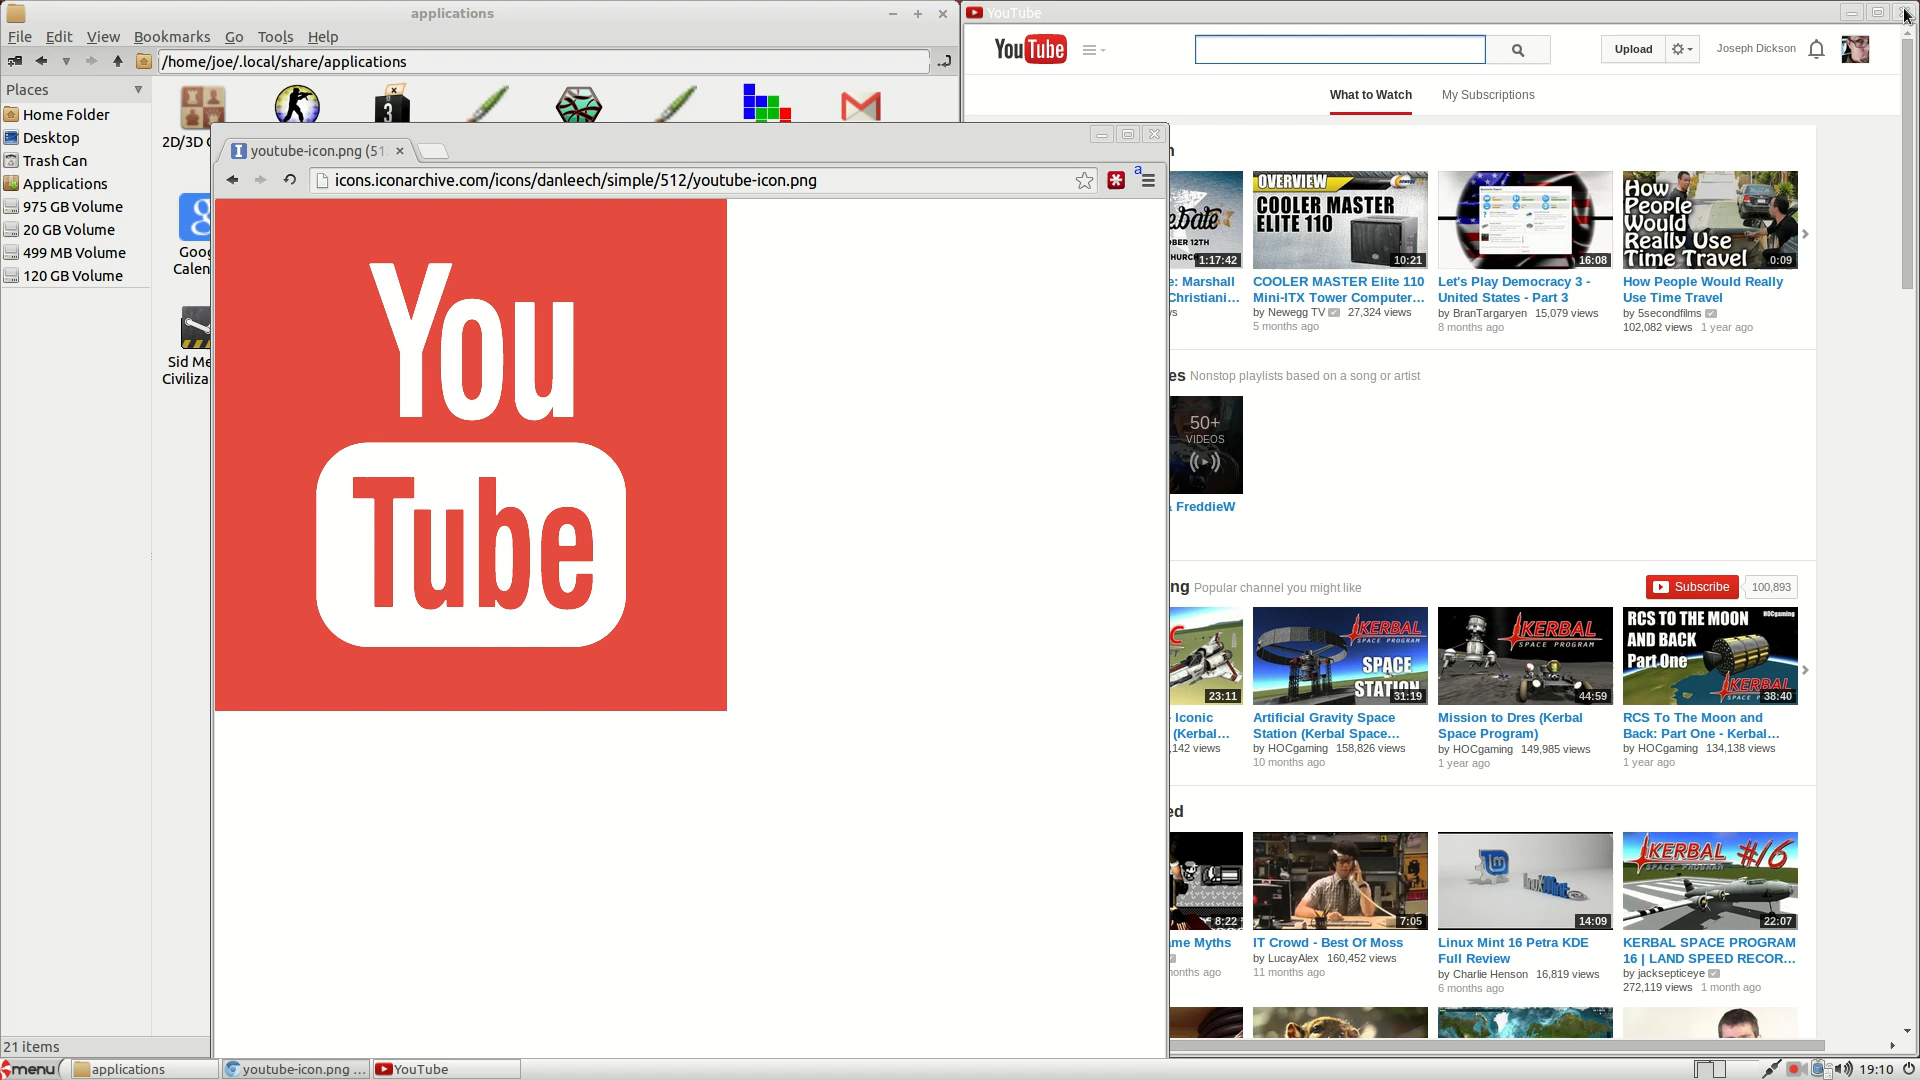 applications
File Edit View Bookmarks Go Tools Help
/home/joe/.local/share/applications
Places
Home Folder
Desktop
Trash Can
Applications
975 GB Volume
20 GB Volume
499 MB Volume
120 GB Volume
2D/3D
3
Goog
Calen
Sid Me
Civiliza
21 items
youtube-icon.png (51
icons.iconarchive.com/icons/danleech/simple/512/youtube-icon.png
You
Tube
YouTube
YouTube
Upload
Joseph Dickson
What to Watch My Subscriptions
1:17:42
e: Marshall
Christiani...
OVERVIEW
COOLER MASTER
ELITE 110
10:21
COOLER MASTER Elite 110
Mini-ITX Tower Computer...
by Newegg TV 27,324 views
5 months ago
16:08
Let's Play Democracy 3 -
United States - Part 3
by BranTargaryen 15,079 views
8 months ago
How
People
Would
Really Use
Time Travel
0:09
How People Would Really
Use Time Travel
by 5secondfilms
102,082 views 1 year ago
es Nonstop playlists based on a song or artist
50+
VIDEOS
& FreddieW
ng Popular channel you might like
Subscribe 100,893
23:11
- Iconic
(Kerbal...
,142 views
KERBAL
SPACE PROGRAM
SPACE
STATION
31:19
Artificial Gravity Space
Station (Kerbal Space...
by HOCgaming 158,826 views
10 months ago
KERBAL
SPACE PROGRAM
44:59
Mission to Dres (Kerbal
Space Program)
by HOCgaming 149,985 views
1 year ago
RCS TO THE MOON
AND BACK
Part One
HOCgaming
KERBAL
38:40
RCS To The Moon and
Back: Part One - Kerbal...
by HOCgaming 134,138 views
1 year ago
ed
8:22
ame Myths
onths ago
7:05
IT Crowd - Best Of Moss
by LucayAlex 160,452 views
11 months ago
14:09
Linux Mint 16 Petra KDE
Full Review
by Charlie Henson 16,819 views
6 months ago
KERBAL #16
SPACE PROGRAM
22:07
KERBAL SPACE PROGRAM
16 | LAND SPEED RECOR...
by jacksepticeye
272,119 views 1 month ago
menu
applications
youtube-icon.png ...
YouTube
19:10